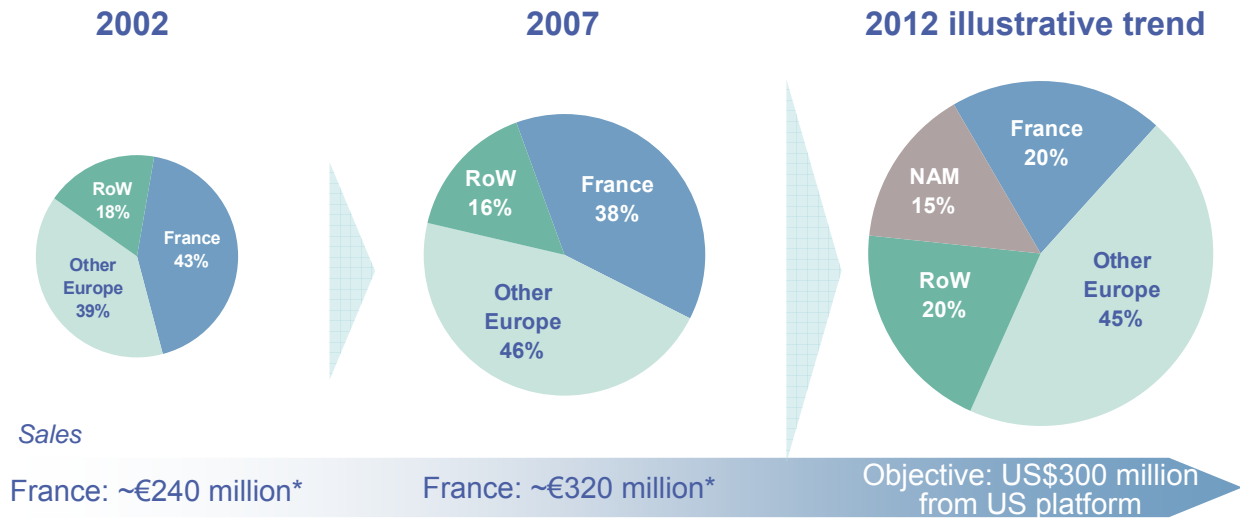 2002
2007
2012 illustrative trend
RoW
18%
France
43%
Other
Europe
39%
RoW
16%
France
38%
Other
Europe
46%
France
20%
NAM
15%
RoW
20%
Other
Europe
45%
Sales
France: ~€240 million*
France: ~€320 million*
Objective: US$300 million
from US platform